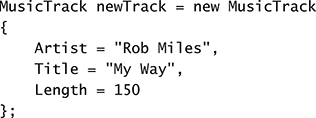 MusicTrack newTrack = new MusicTrack
{
    Artist = "Rob Miles",
    Title = "My Way",
    Length = 150
};